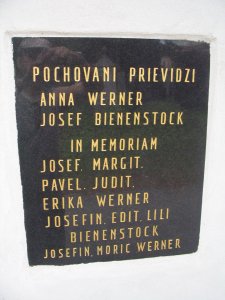 POCHOVANI PRIEVIDZI
ANNA WERNER
JOSEF BIENENSTOCK
IN MEMORIAM
JOSEF. MARGIT.
PAVEL. JUDIT.
ERIKA WERNER
JOSEFIN. EDIT. LILI
BIENENSTOCK
JOSEFIN. MORIC WERNER